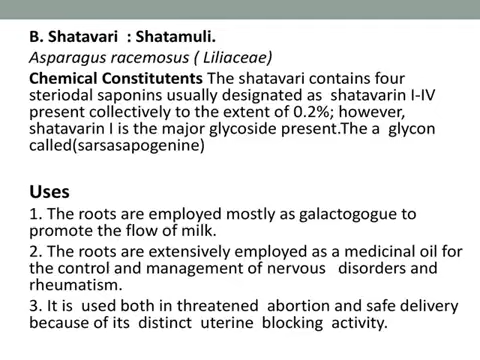 B. Shatavari : Shatamuli.
Asparagus racemosus ( Liliaceae)
Chemical Constitutents The shatavari contains four
steriodal saponins usually designated as shatavarin I-IV
present collectively to the extent of 0.2%; however,
shatavarin I is the major glycoside present.The a glycon
called(sarsasapogenine)
Uses
1. The roots are employed mostly as galactogogue to
promote the flow of milk.
2. The roots are extensively employed as a medicinal oil for
the control and management of nervous disorders and
rheumatism.
3. It is used both in threatened abortion and safe delivery
because of its distinct uterine blocking activity.